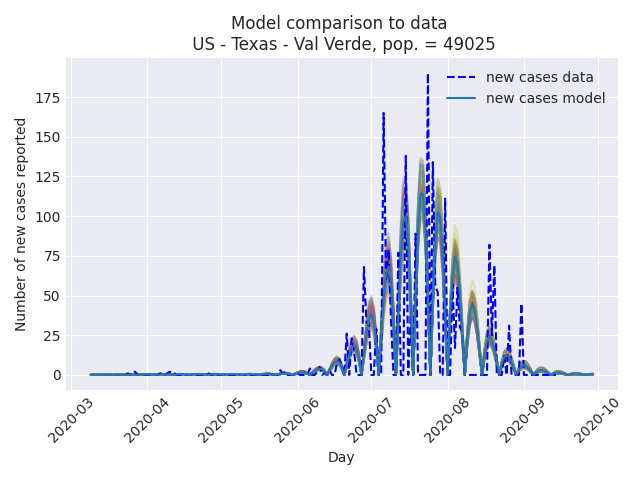 Model comparison to data
US - Texas - Val Verde, pop. = 49025
new cases data
new cases model
Number of new cases reported
175
150
125
100
75
50
25
0
2020-03
2020-04
2020-05
2020-06
2020-07
2020-08
2020-09
2020-10
Day